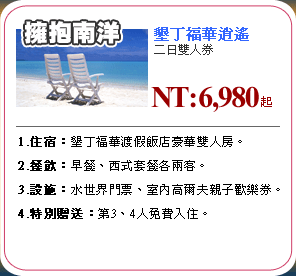 擁抱南洋
墾丁福華逍遙
二日雙人券
NT:6,980起
1.住宿：墾丁福華渡假飯店豪華雙人房。
2.餐飲：早餐、西式套餐各兩客。
3.設施：水世界門票、室內高爾夫親子歡樂券。
4.特別贈送：第3、4人免費入住。